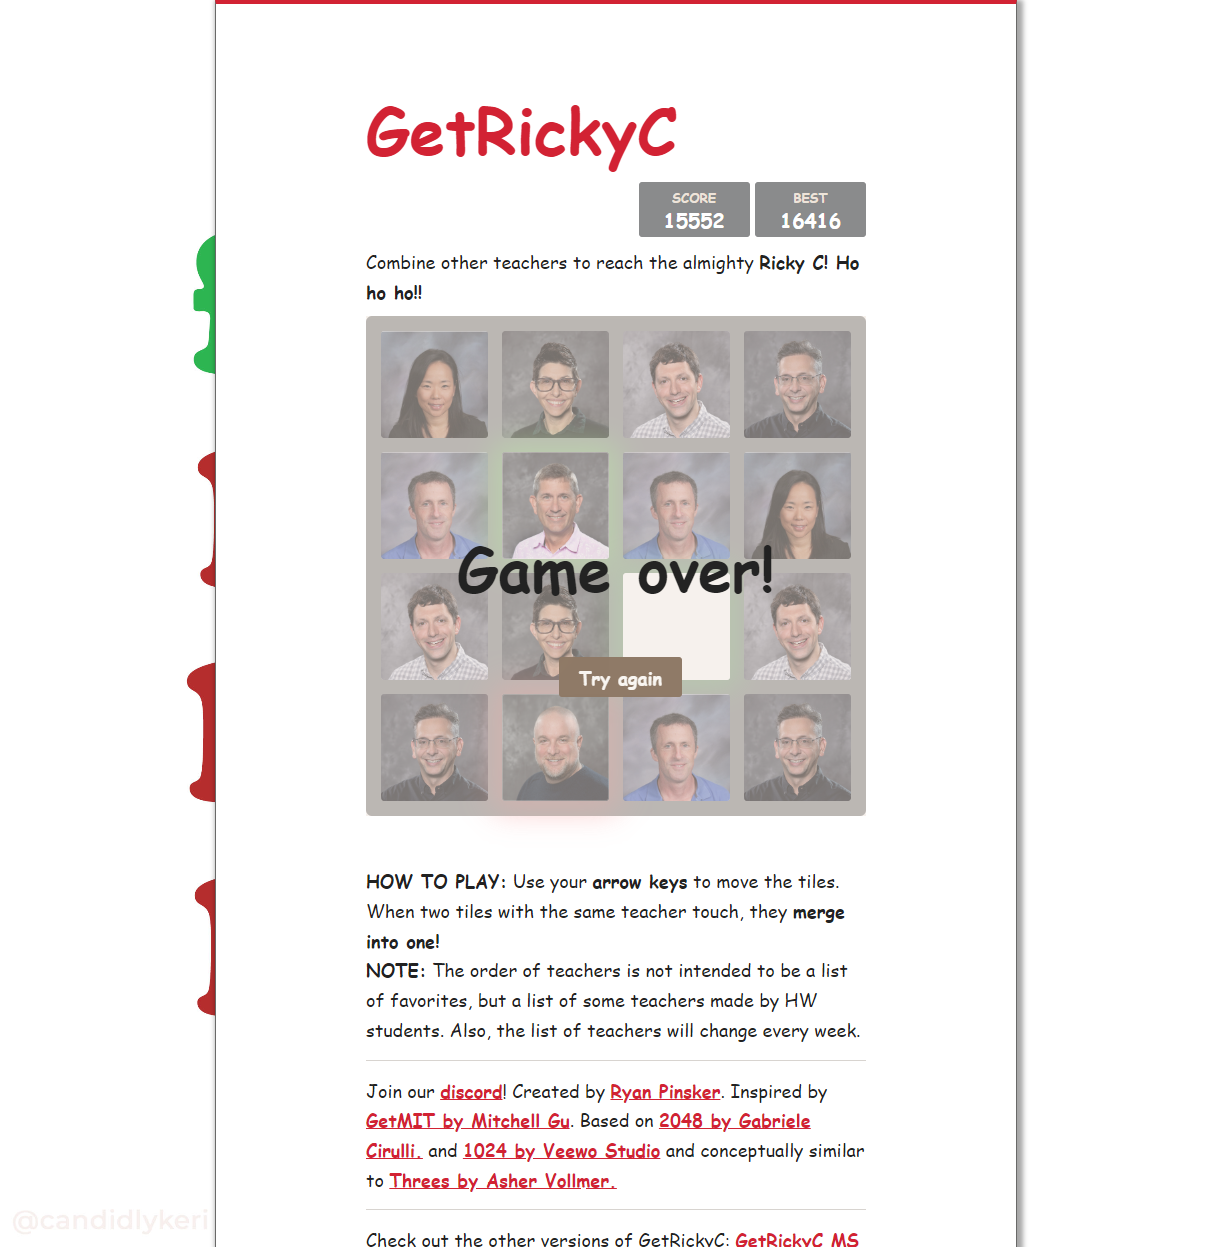 GetRickyC
SCORE
15552
BEST
16416
Combine other teachers to reach the almighty Ricky C! Ho
ho ho!!
Game over!
Try again
HOW TO PLAY: Use your arrow keys to move the tiles.
When two tiles with the same teacher touch, they merge
into one!
NOTE: The order of teachers is not intended to be a list
of favorites, but a list of some teachers made by HW
students. Also, the list of teachers will change every week.
Join our discord! Created by Ryan Pinsker. Inspired by
GetMIT by Mitchell Gu. Based on 2048 by Gabriele
Cirulli. and 1024 by Veewo Studio and conceptually similar
to Threes by Asher Vollmer.
Check out the other versions of GetRickyC: GetRickyC MS
@candidlykeri